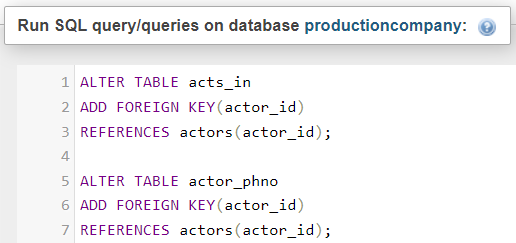 Run SQL query/queries on database productioncompany:
1 ALTER TABLE acts_in
2 ADD FOREIGN KEY(actor_id)
3 REFERENCES actors(actor_id);
4
5 ALTER TABLE actor_phno
6 ADD FOREIGN KEY(actor_id)
7 REFERENCES actors(actor_id);